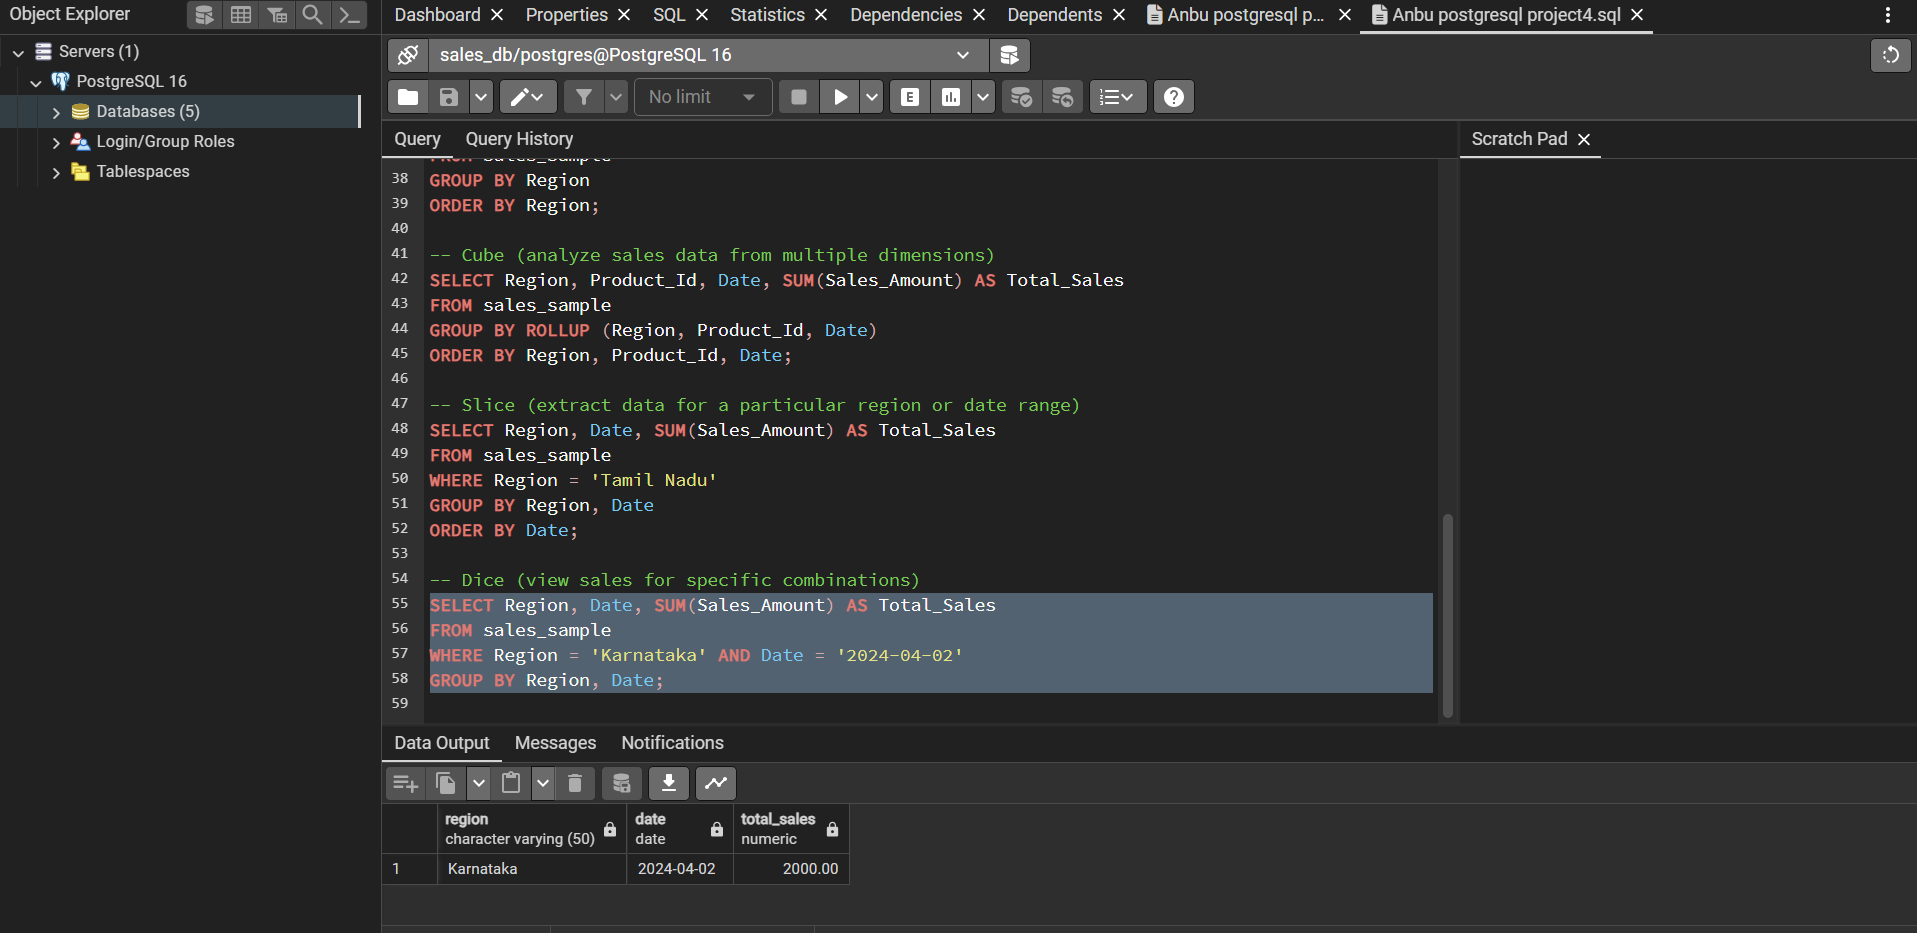 Object Explorer
Dashboard
Properties
SQL
Statistics
Dependencies
Dependents
Anbu postgresql p...
Anbu postgresql project4.sql
Servers (1)
PostgreSQL 16
Databases (5)
Login/Group Roles
Tablespaces
sales_db/postgres@PostgreSQL 16
No limit
E
Query
Query History
Scratch Pad
FROM sales_sample
38 GROUP BY Region
39 ORDER BY Region;
40
41 -- Cube (analyze sales data from multiple dimensions)
42 SELECT Region, Product_Id, Date, SUM(Sales_Amount) AS Total_Sales
43 FROM sales_sample
44 GROUP BY ROLLUP (Region, Product_Id, Date)
45 ORDER BY Region, Product_Id, Date;
46
47 -- Slice (extract data for a particular region or date range)
48 SELECT Region, Date, SUM(Sales_Amount) AS Total_Sales
49 FROM sales_sample
50 WHERE Region = 'Tamil Nadu'
51 GROUP BY Region, Date
52 ORDER BY Date;
53
54 -- Dice (view sales for specific combinations)
55 SELECT Region, Date, SUM(Sales_Amount) AS Total_Sales
56 FROM sales_sample
57 WHERE Region = 'Karnataka' AND Date = '2024-04-02'
58 GROUP BY Region, Date;
59
Data Output
Messages
Notifications
region
character varying (50)
date
date
total_sales
numeric
1 Karnataka 2024-04-02 2000.00